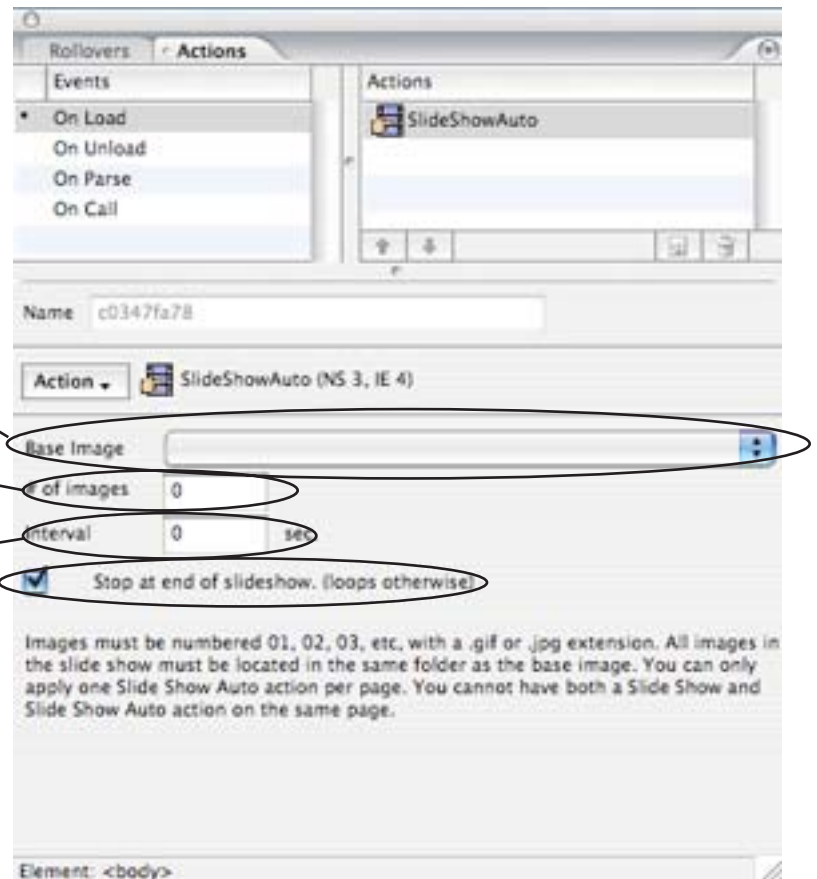 Rollovers Actions
Events
Actions
On Load
SlideShowAuto
On Unload
On Parse
On Call
Name c0347fa78
Action SlideShowAuto (NS 3, IE 4)
Base Image
# of images 0
Interval 0 sec
Stop at end of slideshow. (loops otherwise)
Images must be numbered 01, 02, 03, etc, with a .gif or .jpg extension. All images in
the slide show must be located in the same folder as the base image. You can only
apply one Slide Show Auto action per page. You cannot have both a Slide Show and
Slide Show Auto action on the same page.
Element: <body>